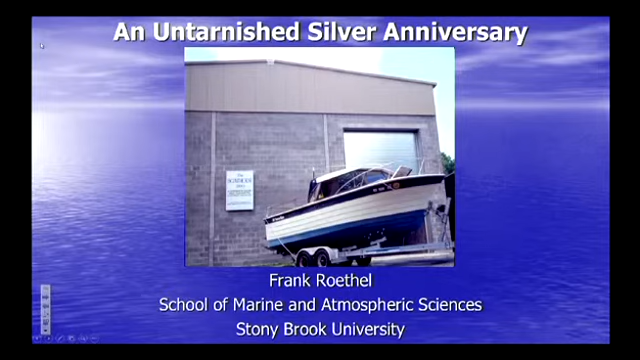 An Untarnished Silver Anniversary
Frank Roethel
School of Marine and Atmospheric Sciences
Stony Brook University